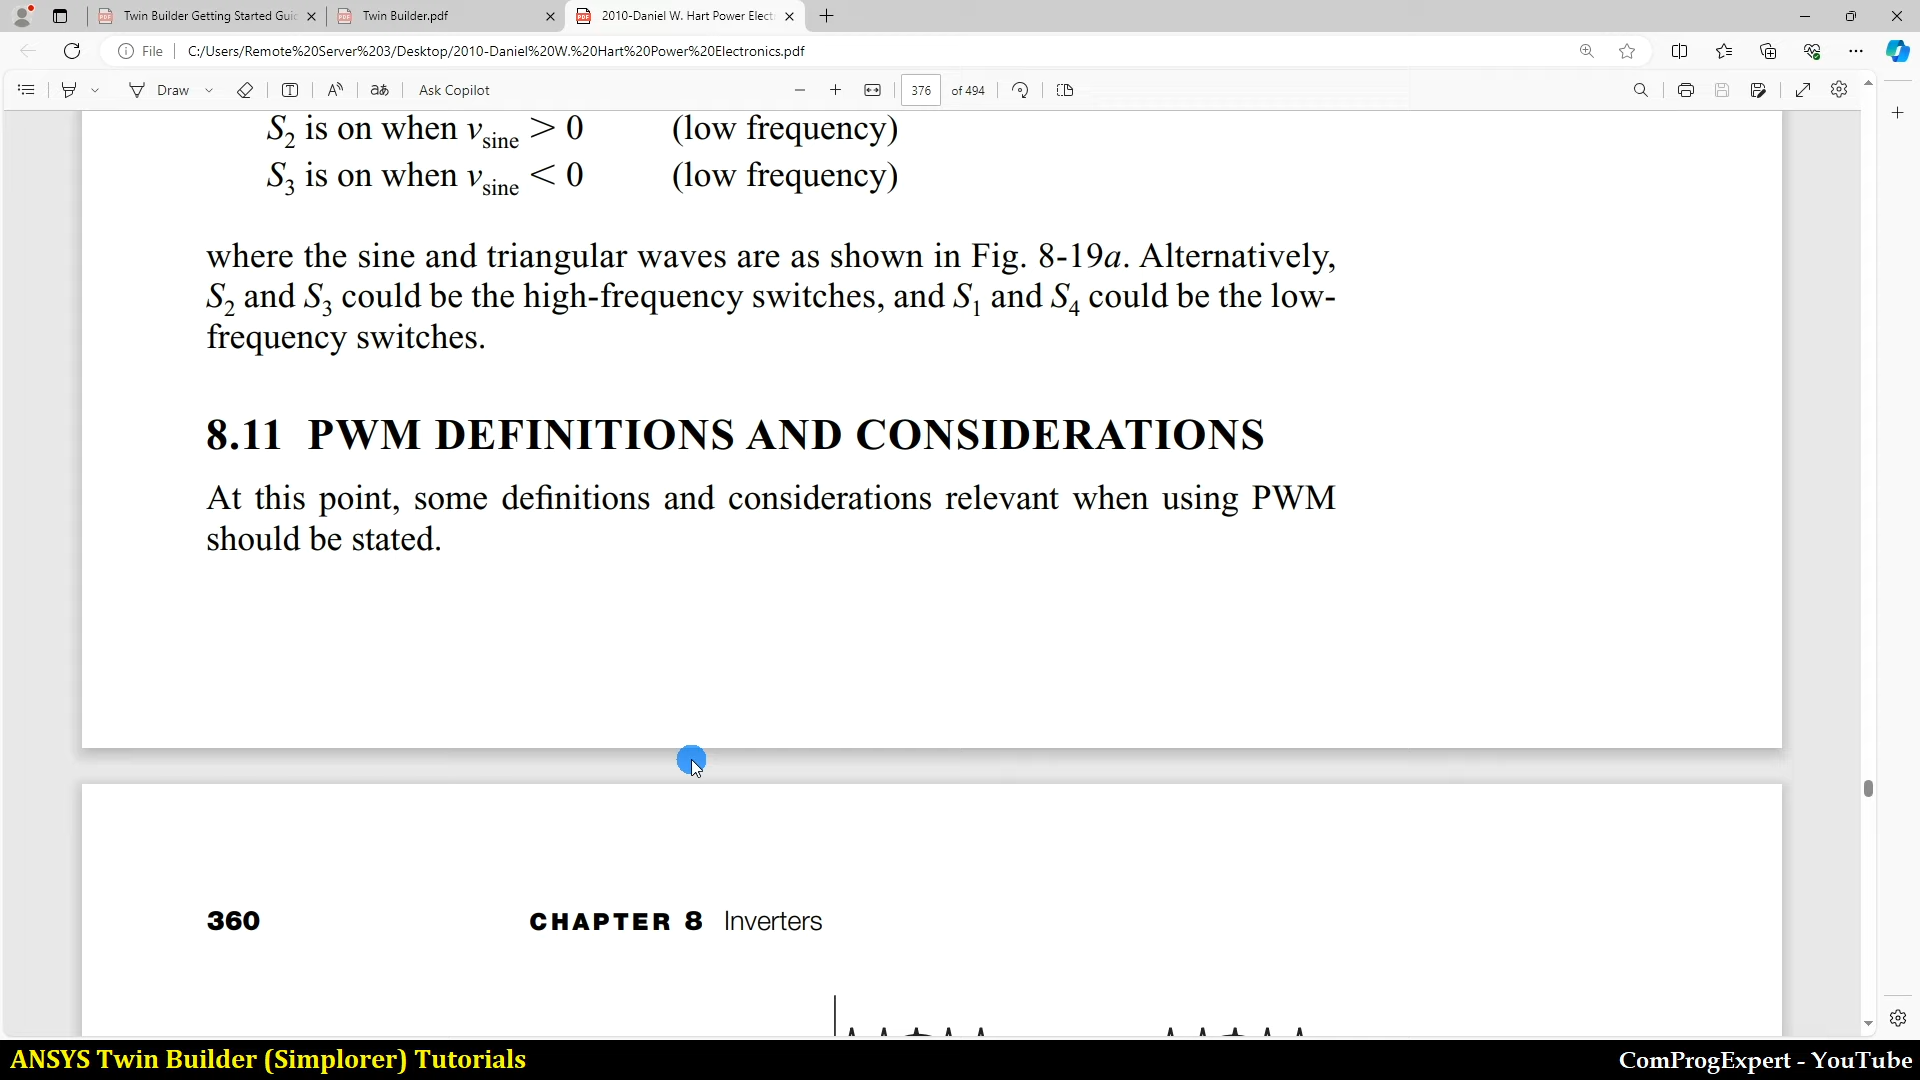 Twin Builder Getting Started Gui
Twin Builder.pdf
2010-Daniel W. Hart Power Elect
File
C:/Users/Remote%20Server%203/Desktop/2010-Daniel%20W.%20Hart%20Power%20Electronics.pdf
Draw
Ask Copilot
376 of 494
S2 is on when vsine > 0 (low frequency)
S3 is on when vsine < 0 (low frequency)
where the sine and triangular waves are as shown in Fig. 8-19a. Alternatively,
S2 and S3 could be the high-frequency switches, and S1 and S4 could be the low-
frequency switches.
8.11 PWM DEFINITIONS AND CONSIDERATIONS
At this point, some definitions and considerations relevant when using PWM
should be stated.
360 CHAPTER 8 Inverters
ANSYS Twin Builder (Simplorer) Tutorials
ComProgExpert - YouTube